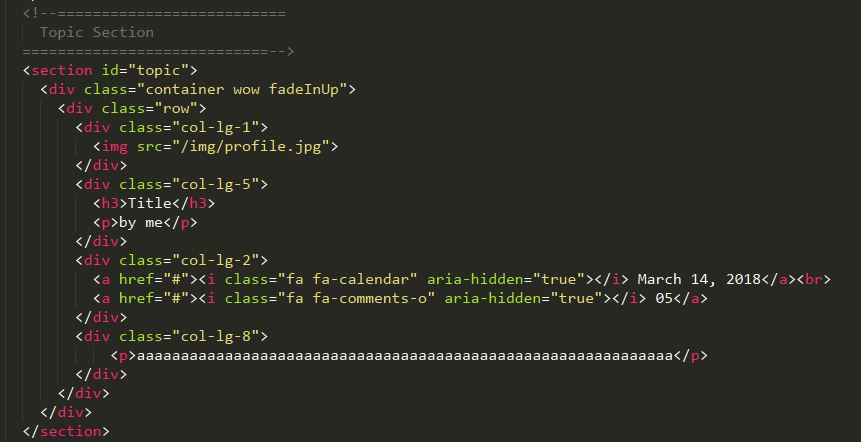 <!--==========================
Topic Section
============================-->
<section id="topic">
<div class="container wow fadeInUp">
<div class="row">
<div class="col-lg-1">
<img src="/img/profile.jpg">
</div>
<div class="col-lg-5">
<h3>Title</h3>
<p>by me</p>
</div>
<div class="col-lg-2">
<a href="#"><i class="fa fa-calendar" aria-hidden="true"></i> March 14, 2018</a><br>
<a href="#"><i class="fa fa-comments-o" aria-hidden="true"></i> 05</a>
</div>
<div class="col-lg-8">
<p>aaaaaaaaaaaaaaaaaaaaaaaaaaaaaaaaaaaaaaaaaaaaaaaaaaaaaaaaaaaaa</p>
</div>
</div>
</div>
</section>